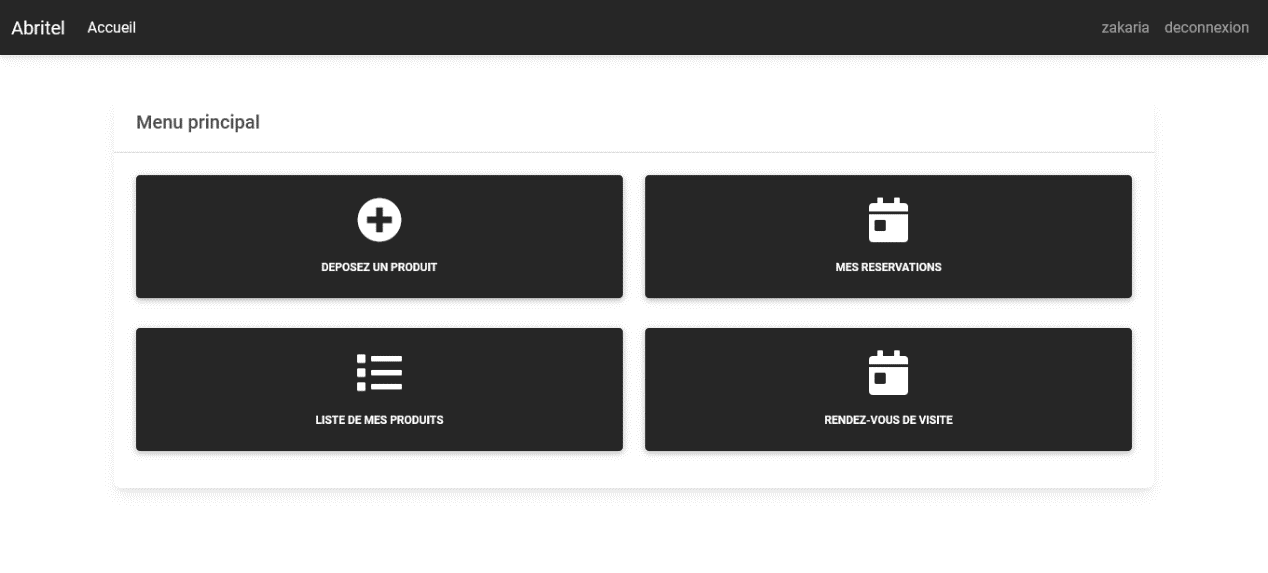 Abritel Accueil zakaria deconnexion
Menu principal
DEPOSEZ UN PRODUIT
MES RESERVATIONS
LISTE DE MES PRODUITS
RENDEZ-VOUS DE VISITE